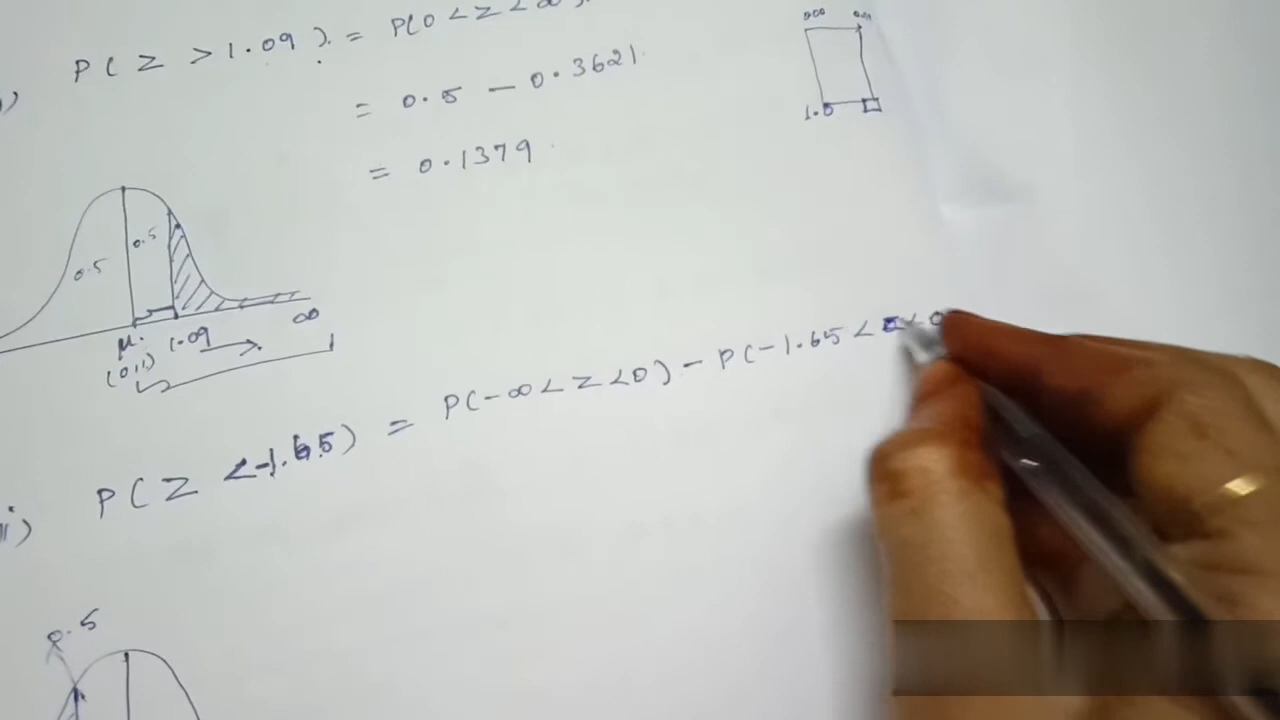 P( Z > 1.09 ) = P(0 < Z < ∞).
= 0.5 - 0.3621.
= 0.1379.
0.00
1.0
0.5
0.5
μ.
1.09
∞
(0,1)
ii) P( Z < -1.65) = P(-∞ < Z < 0) - P(-1.65 < Z < 0
0.5